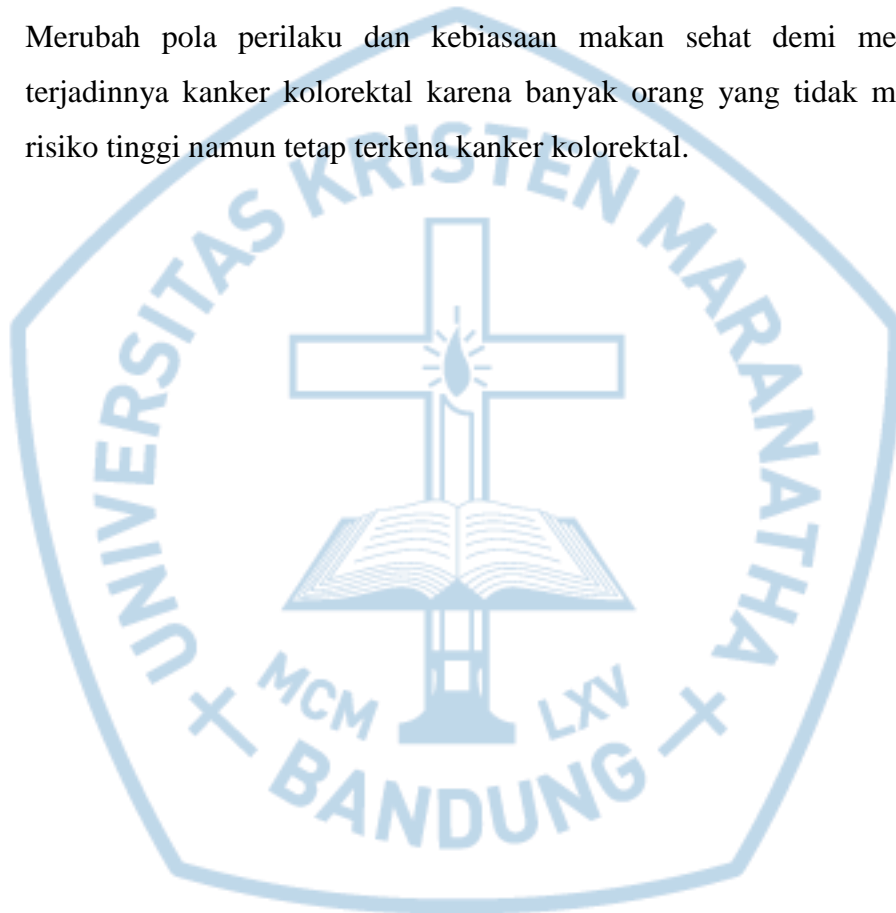 Merubah pola perilaku dan kebiasaan makan sehat demi me
terjadinnya kanker kolorektal karena banyak orang yang tidak m
risiko tinggi namun tetap terkena kanker kolorektal.
UNIVERSITAS KRISTEN MARANATHA
MCM LXV
BANDUNG